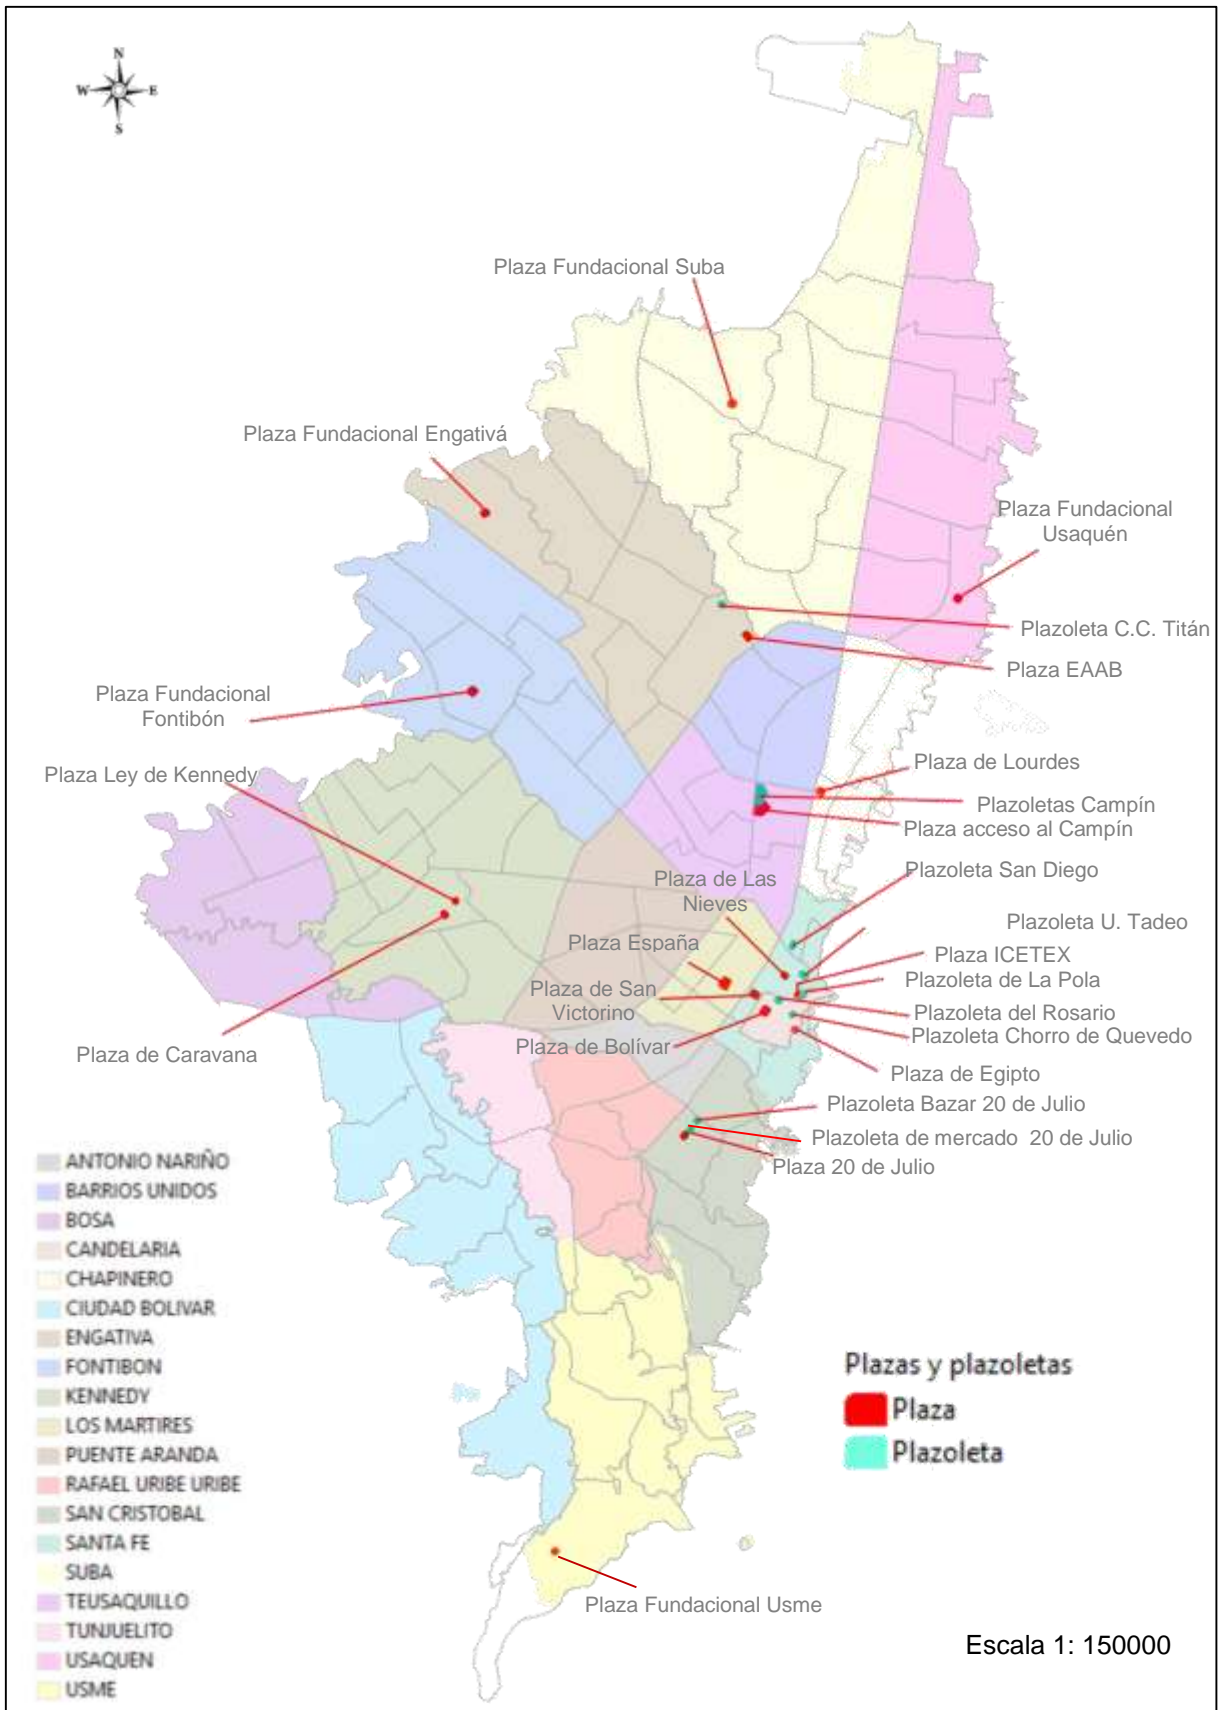 N
W E
S
Plaza Fundacional Suba
Plaza Fundacional Engativá
Plaza Fundacional
Usaquén
Plazoleta C.C. Titán
Plaza EAAB
Plaza Fundacional
Fontibón
Plaza de Lourdes
Plaza Ley de Kennedy
Plazoletas Campín
Plaza acceso al Campín
Plazoleta San Diego
Plaza de Las
Nieves
Plazoleta U. Tadeo
Plaza España
Plaza ICETEX
Plazoleta de La Pola
Plaza de San
Victorino
Plazoleta del Rosario
Plazoleta Chorro de Quevedo
Plaza de Bolívar
Plaza de Caravana
Plaza de Egipto
Plazoleta Bazar 20 de Julio
Plazoleta de mercado 20 de Julio
Plaza 20 de Julio
ANTONIO NARIÑO
BARRIOS UNIDOS
BOSA
CANDELARIA
CHAPINERO
CIUDAD BOLIVAR
ENGATIVA
FONTIBON
KENNEDY
LOS MARTIRES
PUENTE ARANDA
RAFAEL URIBE URIBE
SAN CRISTOBAL
SANTA FE
SUBA
TEUSAQUILLO
TUNJUELITO
USAQUEN
USME
Plazas y plazoletas
Plaza
Plazoleta
Plaza Fundacional Usme
Escala 1: 150000